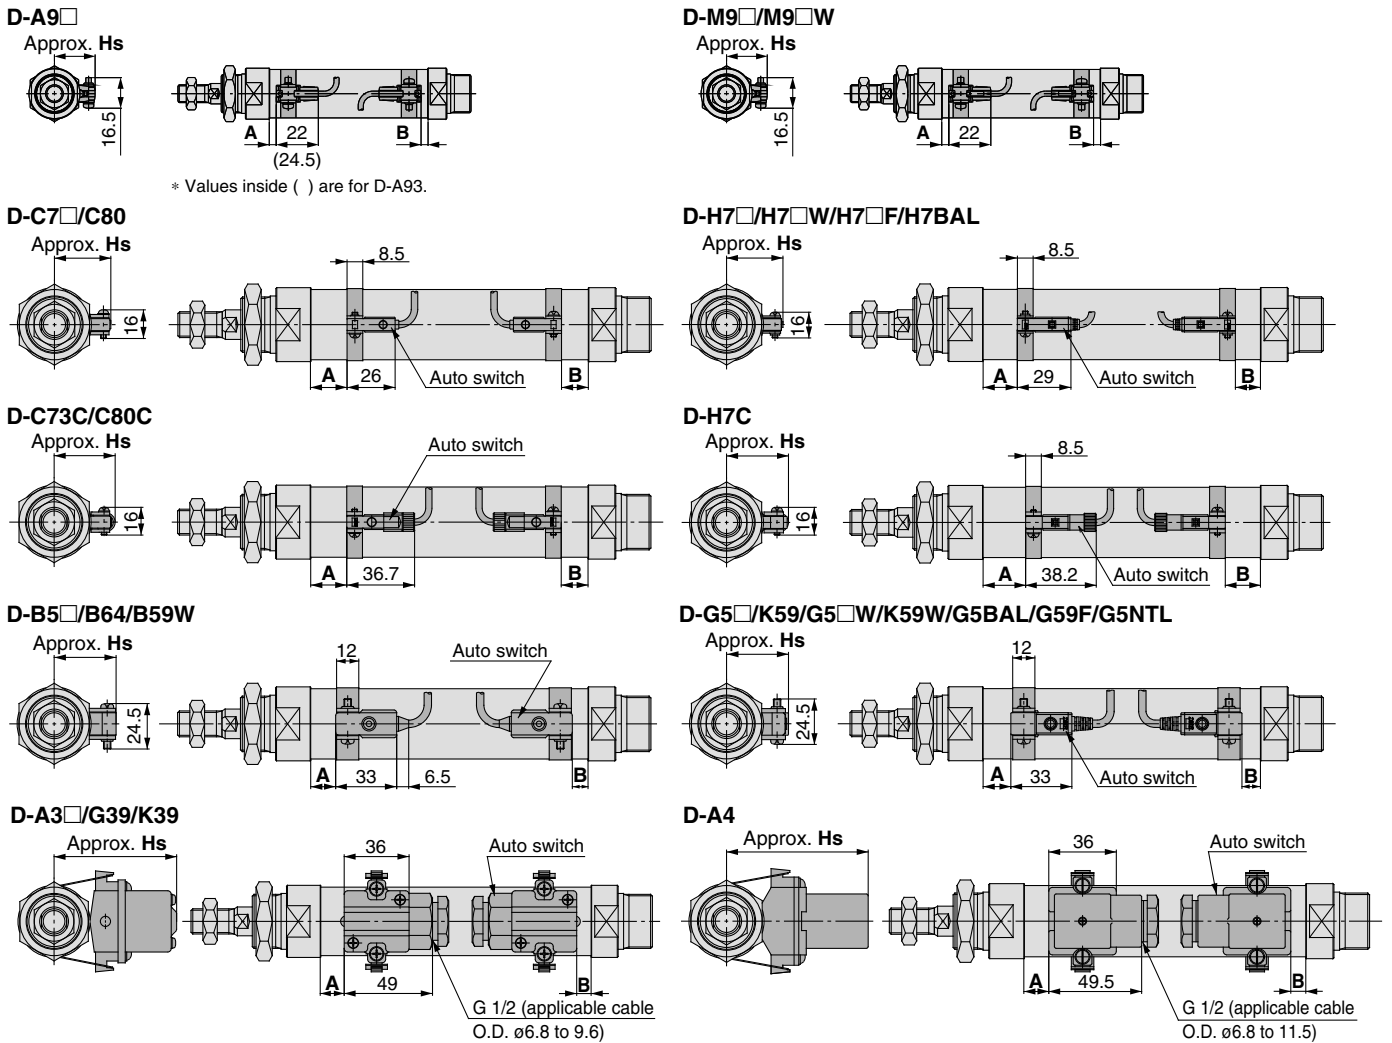 D-A9□
Approx. Hs
16.5
A
22
(24.5)
B
∗ Values inside ( ) are for D-A93.
D-M9□/M9□W
Approx. Hs
16.5
A
22
B
D-C7□/C80
Approx. Hs
16
8.5
A
26
Auto switch
B
D-H7□/H7□W/H7□F/H7BAL
Approx. Hs
16
8.5
A
29
Auto switch
B
D-C73C/C80C
Approx. Hs
16
Auto switch
A
36.7
B
D-H7C
Approx. Hs
16
8.5
A
38.2
Auto switch
B
D-B5□/B64/B59W
Approx. Hs
24.5
12
Auto switch
A
33
6.5
B
D-G5□/K59/G5□W/K59W/G5BAL/G59F/G5NTL
Approx. Hs
24.5
12
A
33
Auto switch
B
D-A3□/G39/K39
Approx. Hs
36
Auto switch
A
49
B
G 1/2 (applicable cable
O.D. ø6.8 to 9.6)
D-A4
Approx. Hs
36
Auto switch
A
49.5
B
G 1/2 (applicable cable
O.D. ø6.8 to 11.5)